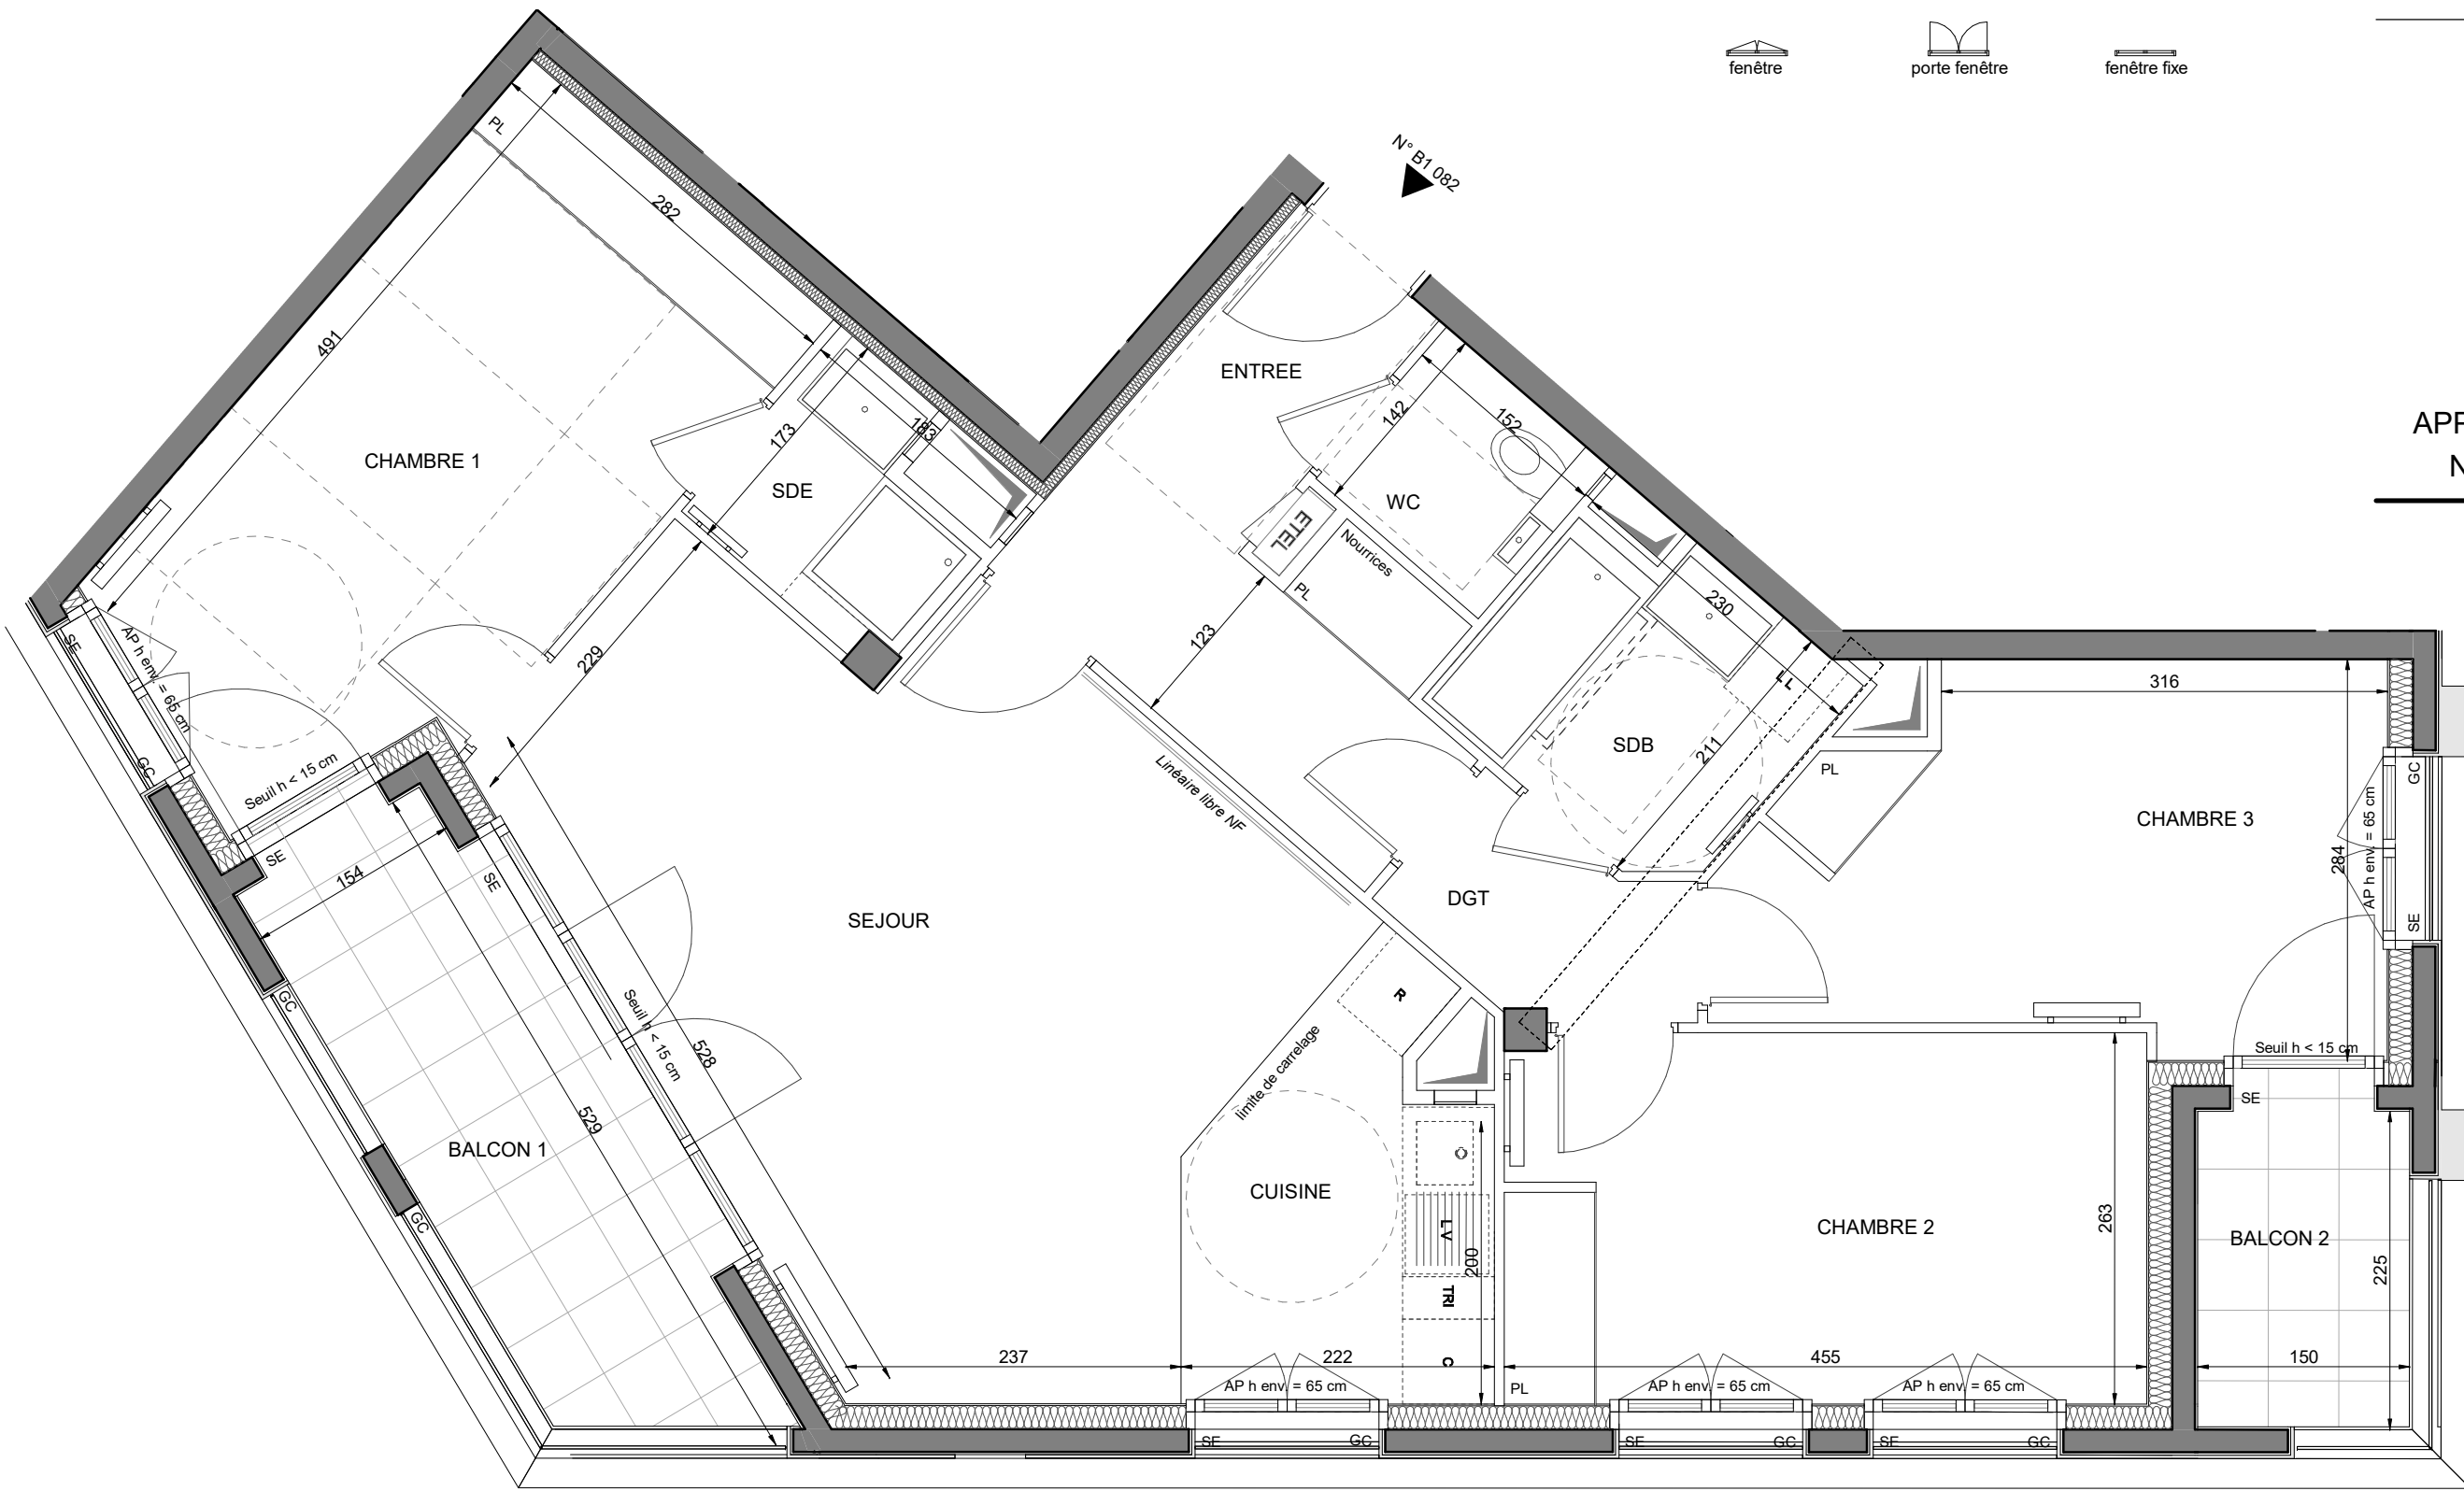 fenêtre
porte fenêtre
fenêtre fixe
N° B1 082
PL
282
491
ENTREE
CHAMBRE 1
173
183
SDE
142
152
WC
ETEL
Nourrices
PL
123
229
230
LL
SDB
211
PL
316
CHAMBRE 3
284
AP h env. = 65 cm
GC
SE
SE
AP h env. = 65 cm
GC
Seuil h < 15 cm
SE
154
SE
Linéaire libre NF
DGT
SEJOUR
R
limite de carrelage
Seuil h < 15 cm
528
529
GC
GC
BALCON 1
CUISINE
LV
200
TRI
C
CHAMBRE 2
263
Seuil h < 15 cm
SE
BALCON 2
225
237
222
455
150
AP h env. = 65 cm
PL
AP h env. = 65 cm
AP h env. = 65 cm
SE
GC
SE
GC
SE
GC